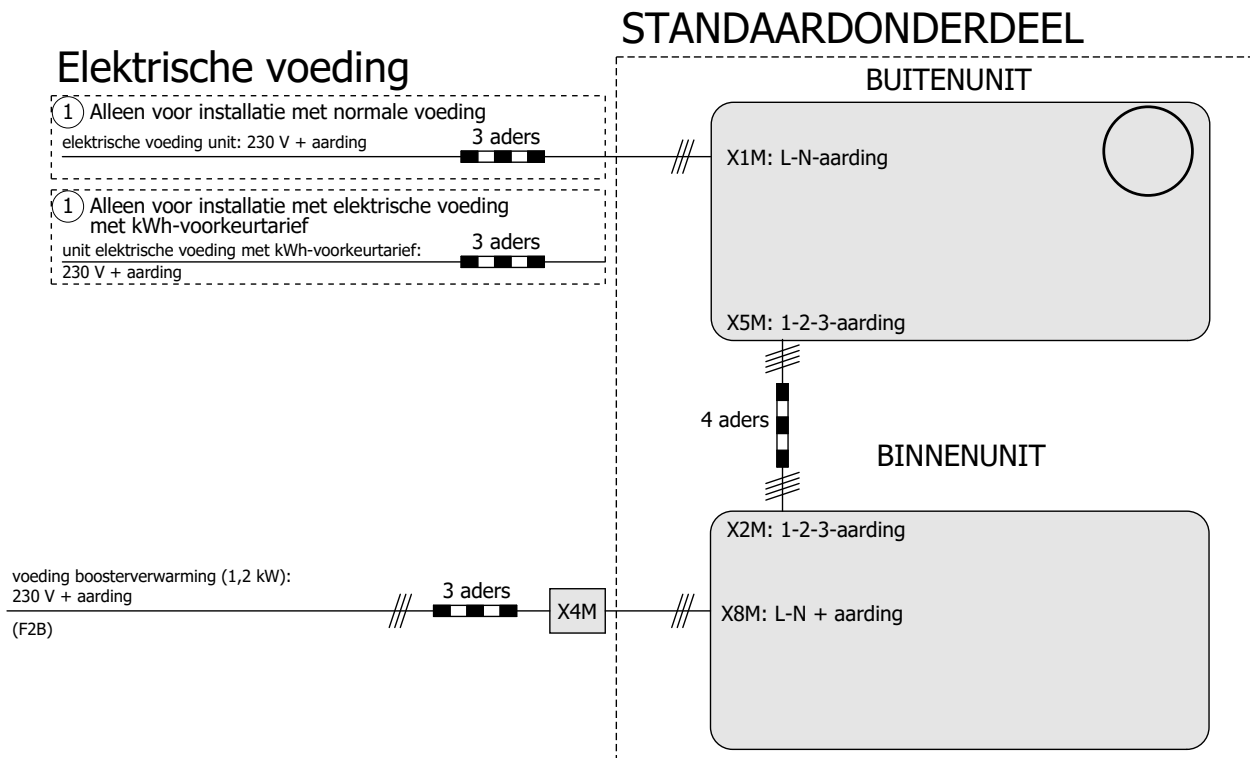 STANDAARDONDERDEEL
Elektrische voeding
1 Alleen voor installatie met normale voeding
elektrische voeding unit: 230 V + aarding
3 aders
1 Alleen voor installatie met elektrische voeding
met kWh-voorkeurtarief
unit elektrische voeding met kWh-voorkeurtarief:
3 aders
230 V + aarding
BUITENUNIT
X1M: L-N-aarding
X5M: 1-2-3-aarding
4 aders
BINNENUNIT
X2M: 1-2-3-aarding
voeding boosterverwarming (1,2 kW):
230 V + aarding
(F2B)
3 aders
X4M
X8M: L-N + aarding